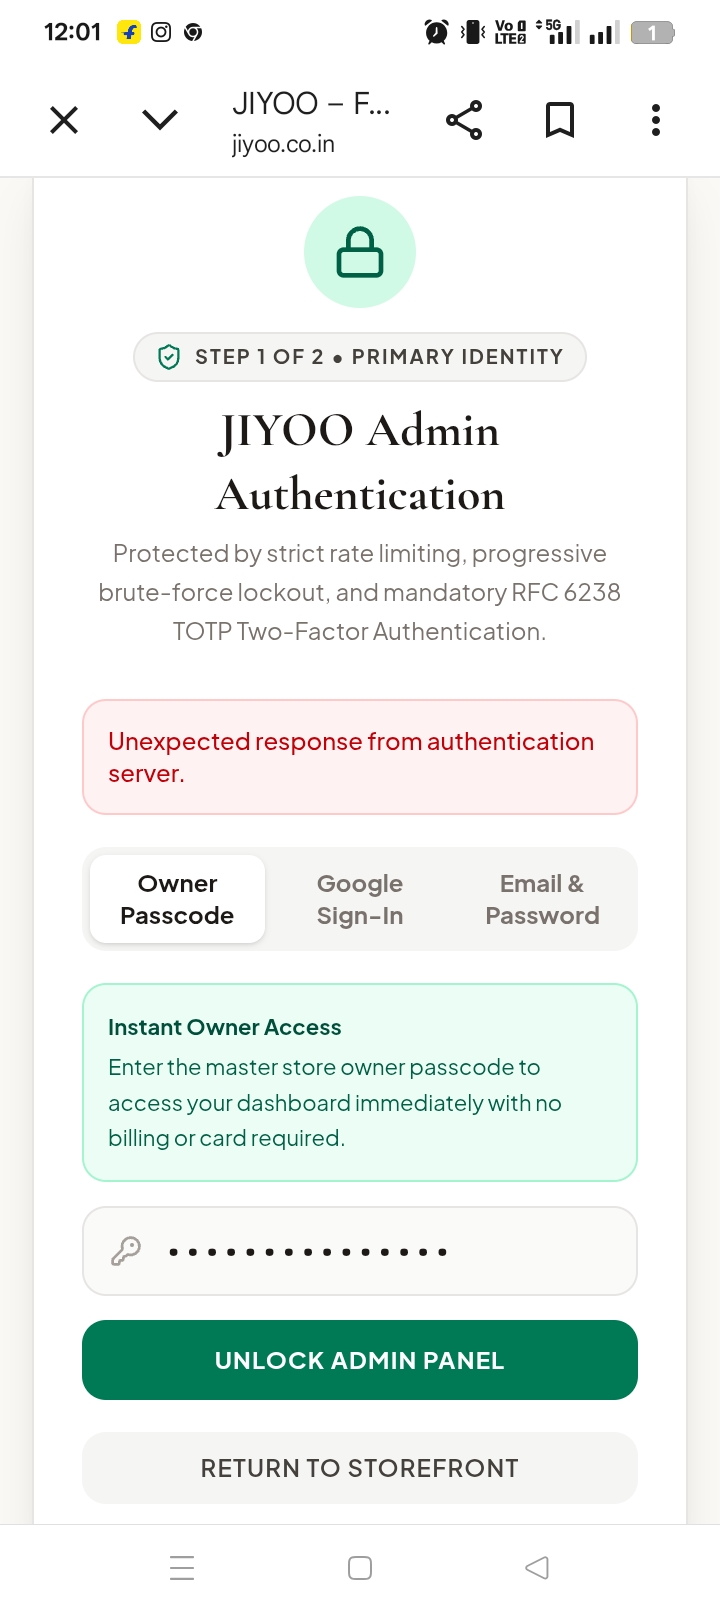 12:01
Vo LTE2
5G
1
JIYOO – F...
jiyoo.co.in
STEP 1 OF 2 • PRIMARY IDENTITY
JIYOO Admin
Authentication
Protected by strict rate limiting, progressive
brute-force lockout, and mandatory RFC 6238
TOTP Two-Factor Authentication.
Unexpected response from authentication
server.
Owner
Passcode
Google
Sign-In
Email &
Password
Instant Owner Access
Enter the master store owner passcode to
access your dashboard immediately with no
billing or card required.
UNLOCK ADMIN PANEL
RETURN TO STOREFRONT